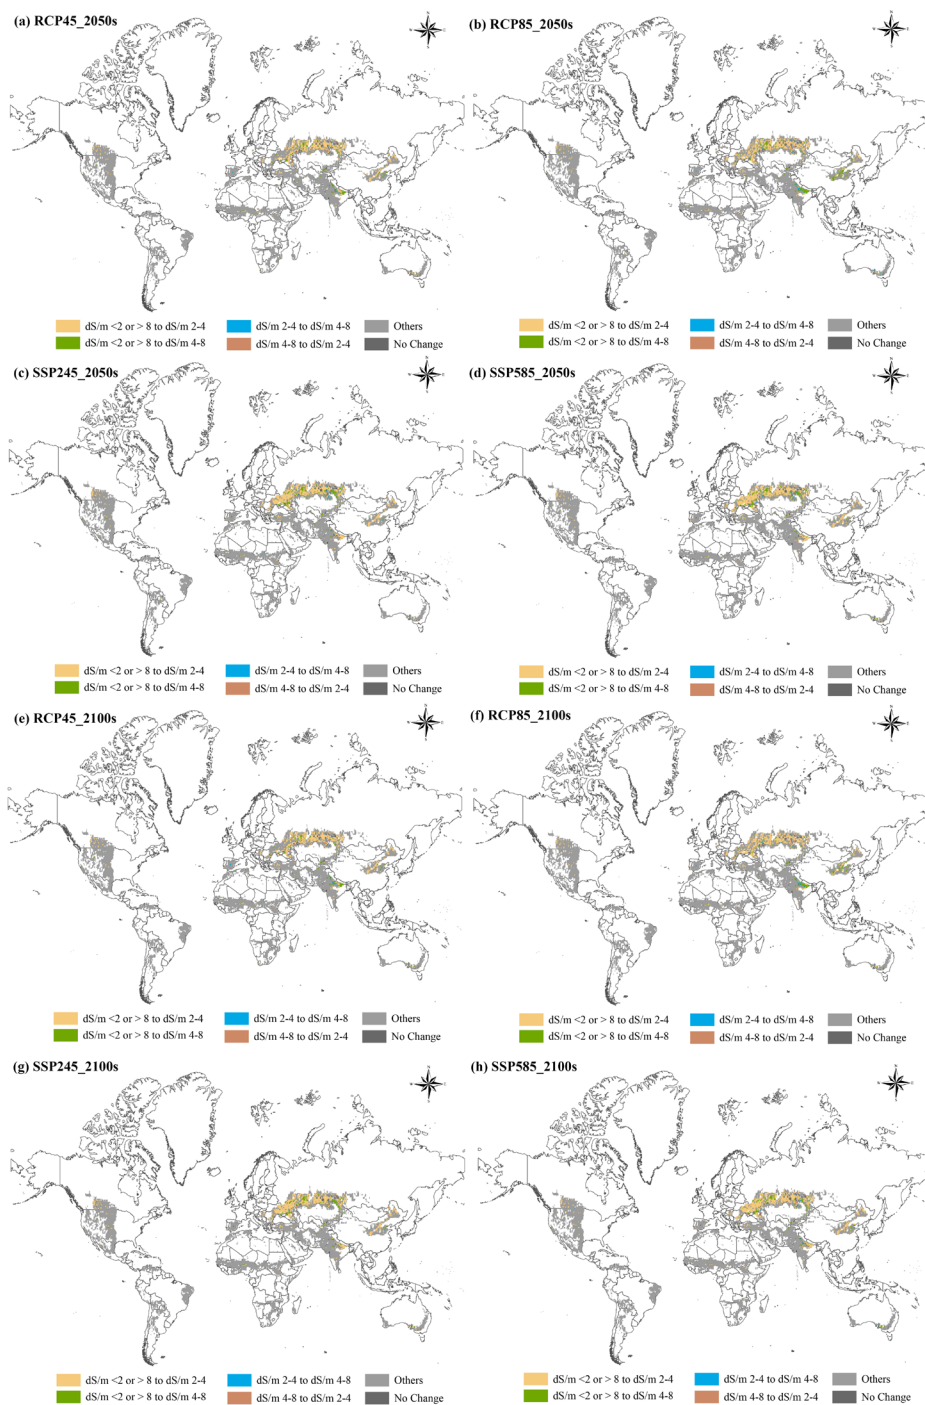 (a) RCP45_2050s
(b) RCP85_2050s
dS/m <2 or > 8 to dS/m 2-4
dS/m 2-4 to dS/m 4-8
Others
dS/m <2 or > 8 to dS/m 4-8
dS/m 4-8 to dS/m 2-4
No Change
dS/m <2 or > 8 to dS/m 2-4
dS/m 2-4 to dS/m 4-8
Others
dS/m <2 or > 8 to dS/m 4-8
dS/m 4-8 to dS/m 2-4
No Change
(c) SSP245_2050s
(d) SSP585_2050s
dS/m <2 or > 8 to dS/m 2-4
dS/m 2-4 to dS/m 4-8
Others
dS/m <2 or > 8 to dS/m 4-8
dS/m 4-8 to dS/m 2-4
No Change
dS/m <2 or > 8 to dS/m 2-4
dS/m 2-4 to dS/m 4-8
Others
dS/m <2 or > 8 to dS/m 4-8
dS/m 4-8 to dS/m 2-4
No Change
(e) RCP45_2100s
(f) RCP85_2100s
dS/m <2 or > 8 to dS/m 2-4
dS/m 2-4 to dS/m 4-8
Others
dS/m <2 or > 8 to dS/m 4-8
dS/m 4-8 to dS/m 2-4
No Change
dS/m <2 or > 8 to dS/m 2-4
dS/m 2-4 to dS/m 4-8
Others
dS/m <2 or > 8 to dS/m 4-8
dS/m 4-8 to dS/m 2-4
No Change
(g) SSP245_2100s
(h) SSP585_2100s
dS/m <2 or > 8 to dS/m 2-4
dS/m 2-4 to dS/m 4-8
Others
dS/m <2 or > 8 to dS/m 4-8
dS/m 4-8 to dS/m 2-4
No Change
dS/m <2 or > 8 to dS/m 2-4
dS/m 2-4 to dS/m 4-8
Others
dS/m <2 or > 8 to dS/m 4-8
dS/m 4-8 to dS/m 2-4
No Change